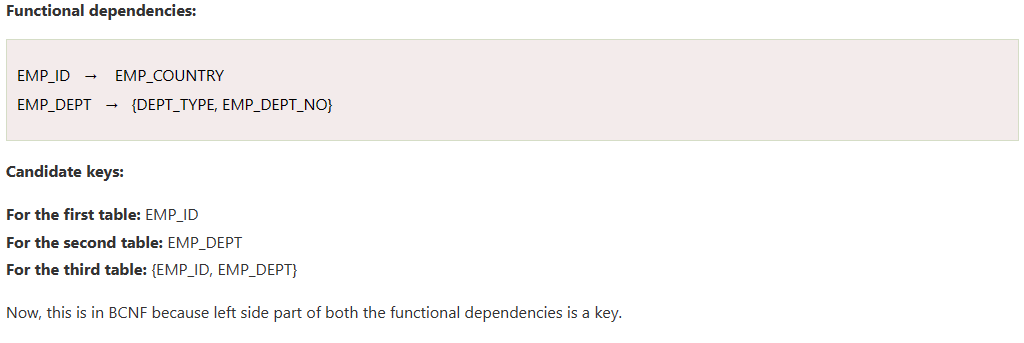 Functional dependencies:
EMP_ID → EMP_COUNTRY
EMP_DEPT → {DEPT_TYPE, EMP_DEPT_NO}
Candidate keys:
For the first table: EMP_ID
For the second table: EMP_DEPT
For the third table: {EMP_ID, EMP_DEPT}
Now, this is in BCNF because left side part of both the functional dependencies is a key.